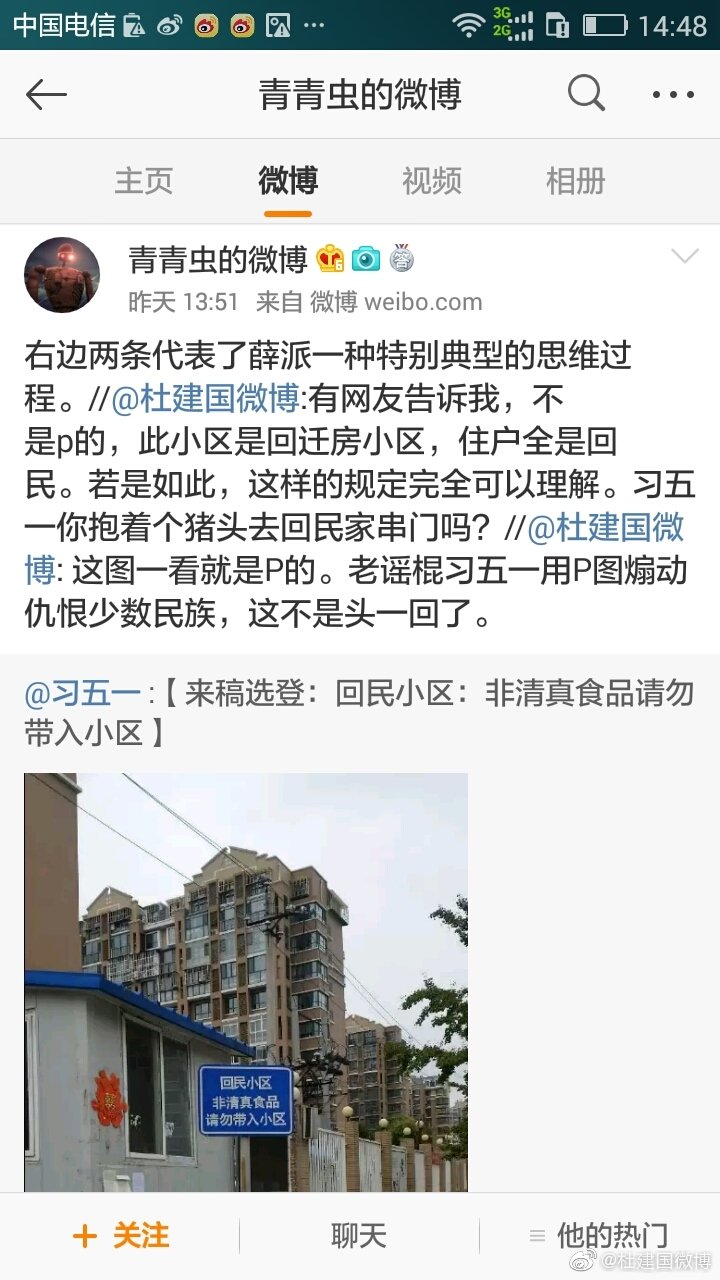 中国电信
3G
2G
14:48
青青虫的微博
主页 微博 视频 相册
青青虫的微博
昨天 13:51 来自 微博 weibo.com
右边两条代表了薛派一种特别典型的思维过
程。//@杜建国微博:有网友告诉我，不
是p的，此小区是回迁房小区，住户全是回
民。若是如此，这样的规定完全可以理解。习五
一你抱着个猪头去回民家串门吗？//@杜建国微
博: 这图一看就是P的。老谣棍习五一用P图煽动
仇恨少数民族，这不是头一回了。
@习五一 :【 来稿选登：回民小区：非清真食品请勿
带入小区 】
回民小区
非清真食品
请勿带入小区
+ 关注 聊天 他的热门
@杜建国微博